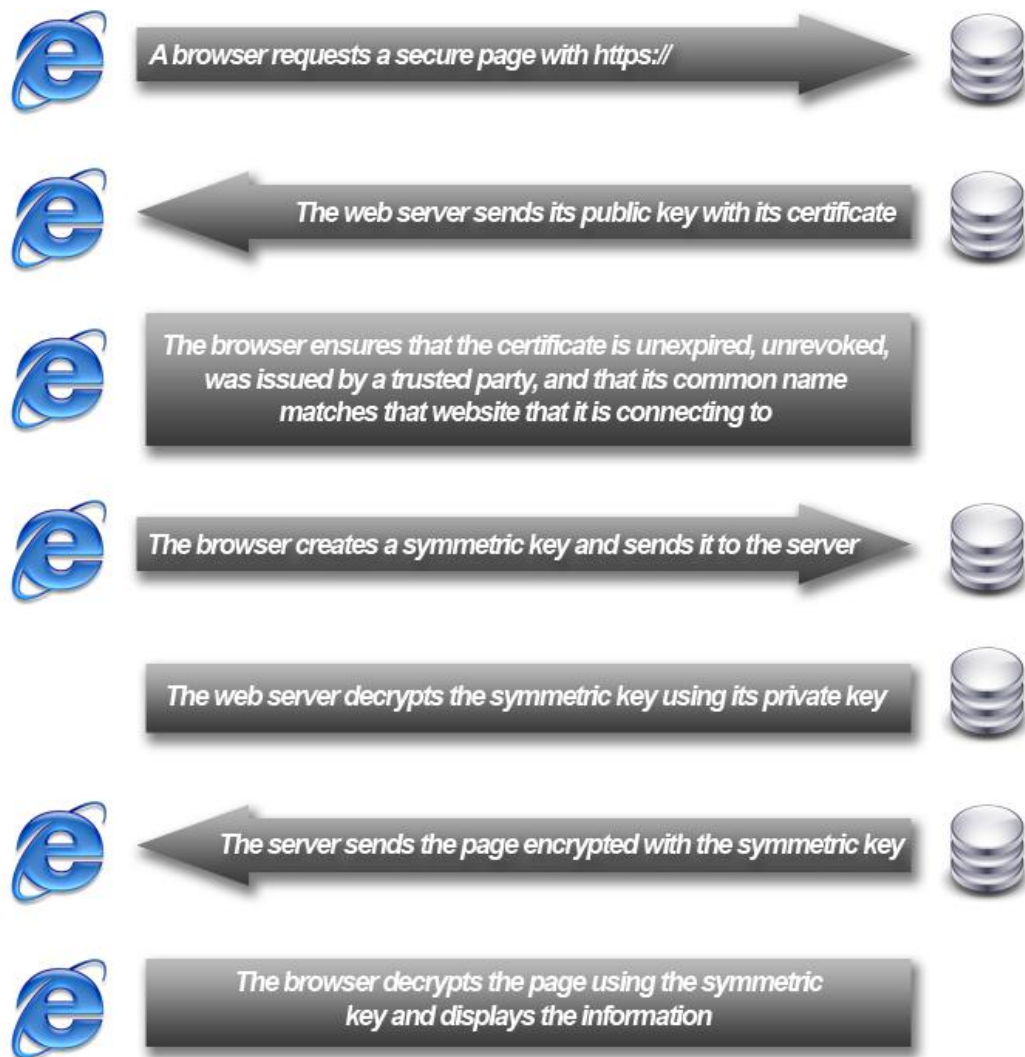 A browser requests a secure page with https://
The web server sends its public key with its certificate
The browser ensures that the certificate is unexpired, unrevoked,
was issued by a trusted party, and that its common name
matches that website that it is connecting to
The browser creates a symmetric key and sends it to the server
The web server decrypts the symmetric key using its private key
The server sends the page encrypted with the symmetric key
The browser decrypts the page using the symmetric
key and displays the information